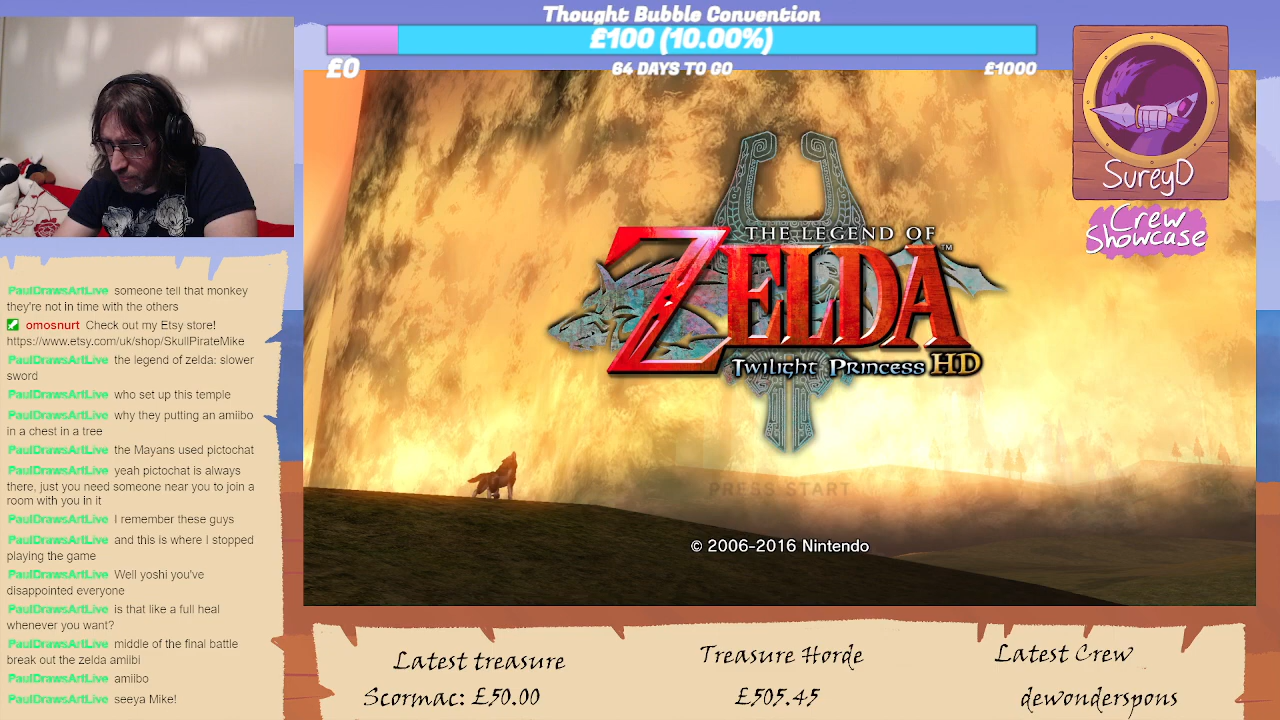 Thought Bubble Convention
£100 (10.00%)
£0
64 DAYS TO GO
£1000
SureyD
Crew
Showcase
THE LEGEND OF
ZELDA™
Twilight Princess HD
PRESS START
© 2006-2016 Nintendo
PaulDrawsArtLive someone tell that monkey
they're not in time with the others
omosnurt Check out my Etsy store!
https://www.etsy.com/uk/shop/SkullPirateMike
PaulDrawsArtLive the legend of zelda: slower
sword
PaulDrawsArtLive who set up this temple
PaulDrawsArtLive why they putting an amiibo
in a chest in a tree
PaulDrawsArtLive the Mayans used pictochat
PaulDrawsArtLive yeah pictochat is always
there, just you need someone near you to join a
room with you in it
PaulDrawsArtLive I remember these guys
PaulDrawsArtLive and this is where I stopped
playing the game
PaulDrawsArtLive Well yoshi you've
disappointed everyone
PaulDrawsArtLive is that like a full heal
whenever you want?
PaulDrawsArtLive middle of the final battle
break out the zelda amiibi
PaulDrawsArtLive amiibo
PaulDrawsArtLive seeya Mike!
Latest treasure
Scormac: £50.00
Treasure Horde
£505.45
Latest Crew
dewonderspons